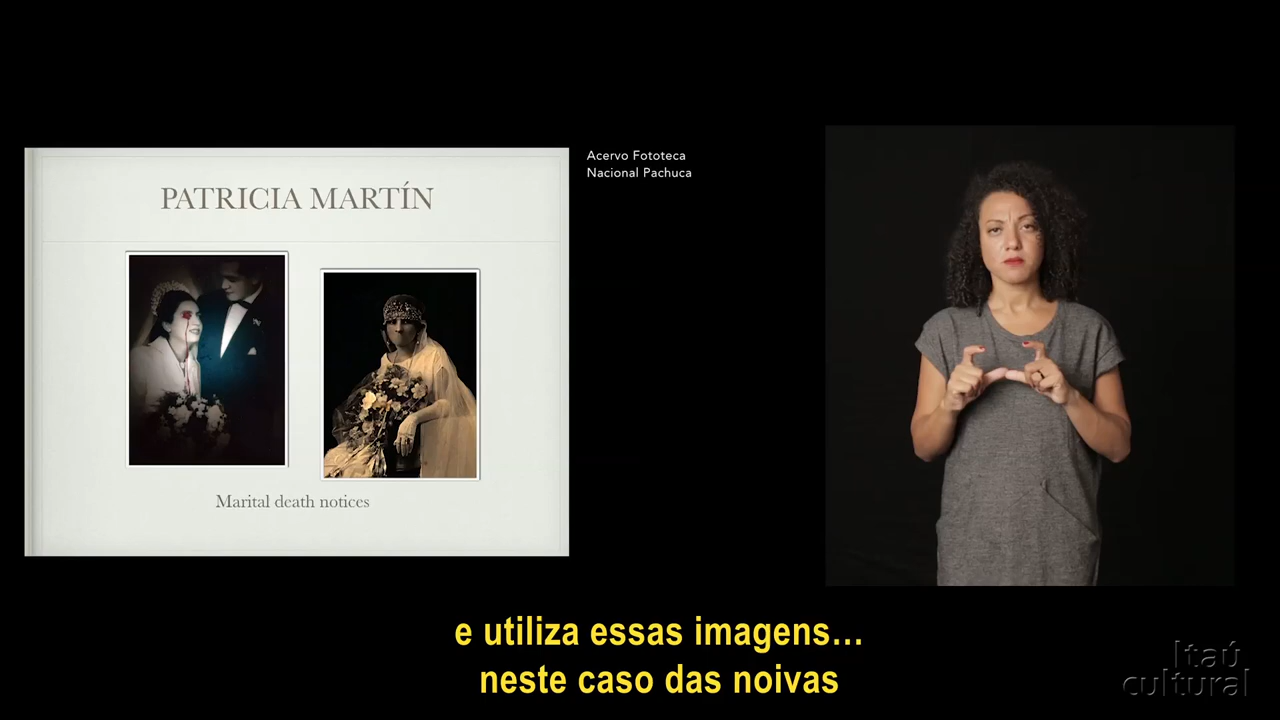 PATRICIA MARTÍN
Marital death notices
Acervo Fototeca
Nacional Pachuca
e utiliza essas imagens...
neste caso das noivas
Itaú
cultural